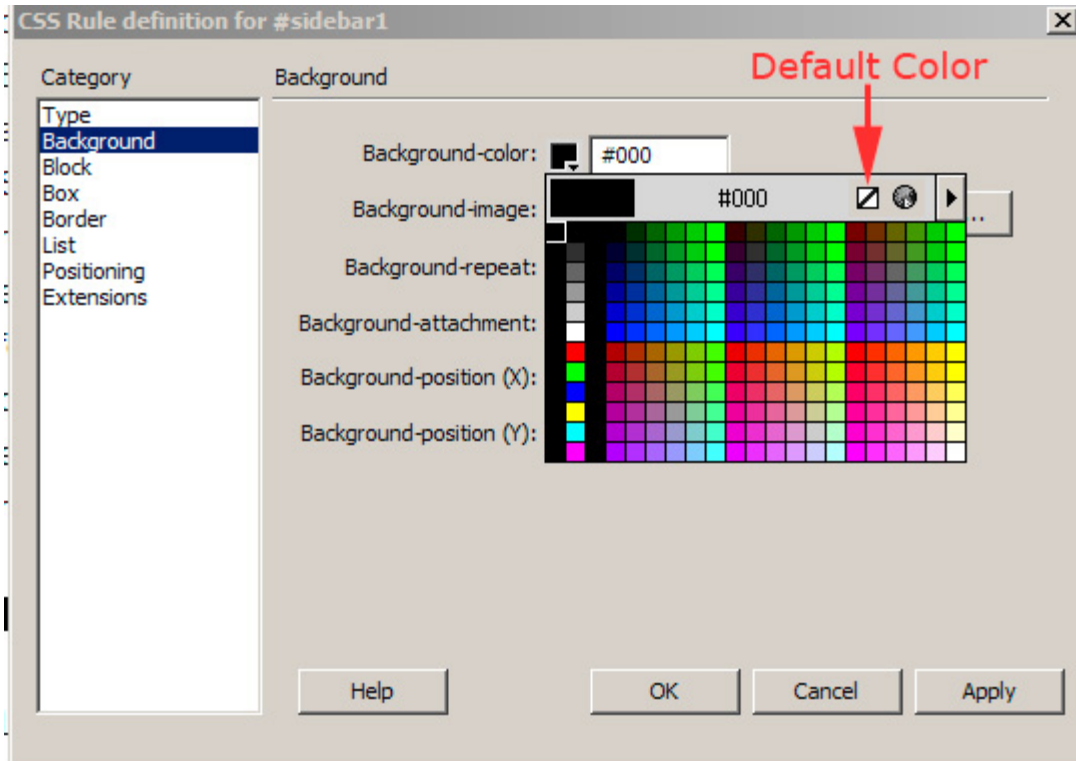 CSS Rule definition for #sidebar1
Category
Background
Default Color
Type
Background
Block
Box
Border
List
Positioning
Extensions
Background-color:
#000
#000
Background-image:
..
Background-repeat:
Background-attachment:
Background-position (X):
Background-position (Y):
Help
OK
Cancel
Apply